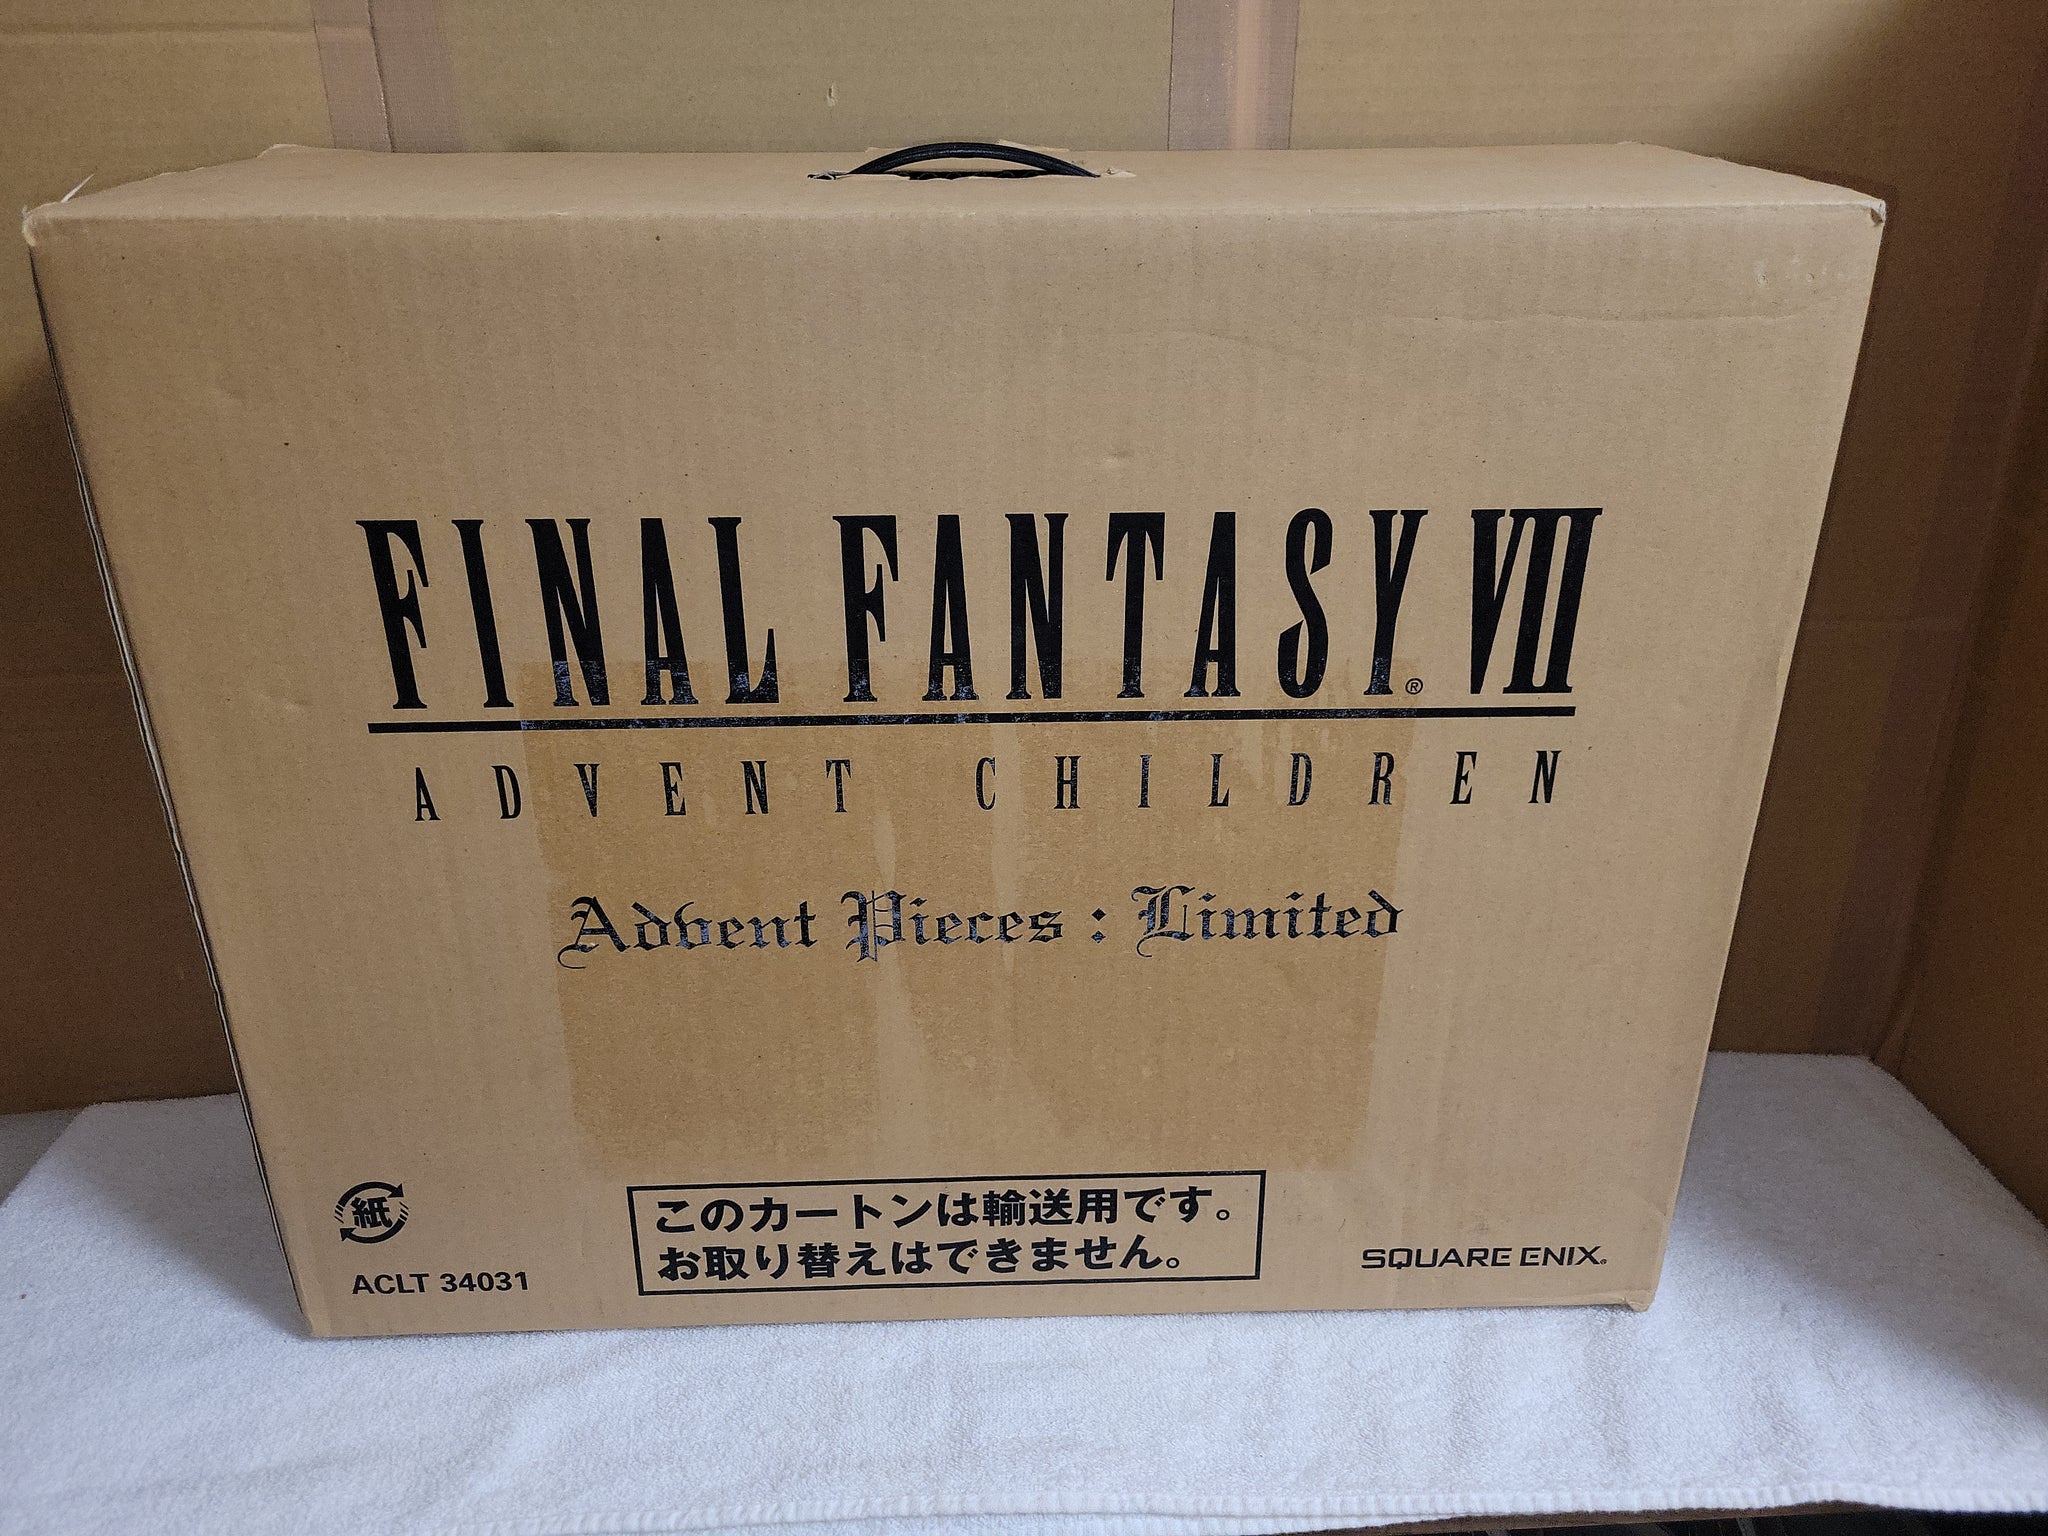 FINAL FANTASY® VII
ADVENT CHILDREN
Advent Pieces : Limited
紙
ACLT 34031
このカートンは輸送用です。
お取り替えはできません。
SQUARE ENIX®